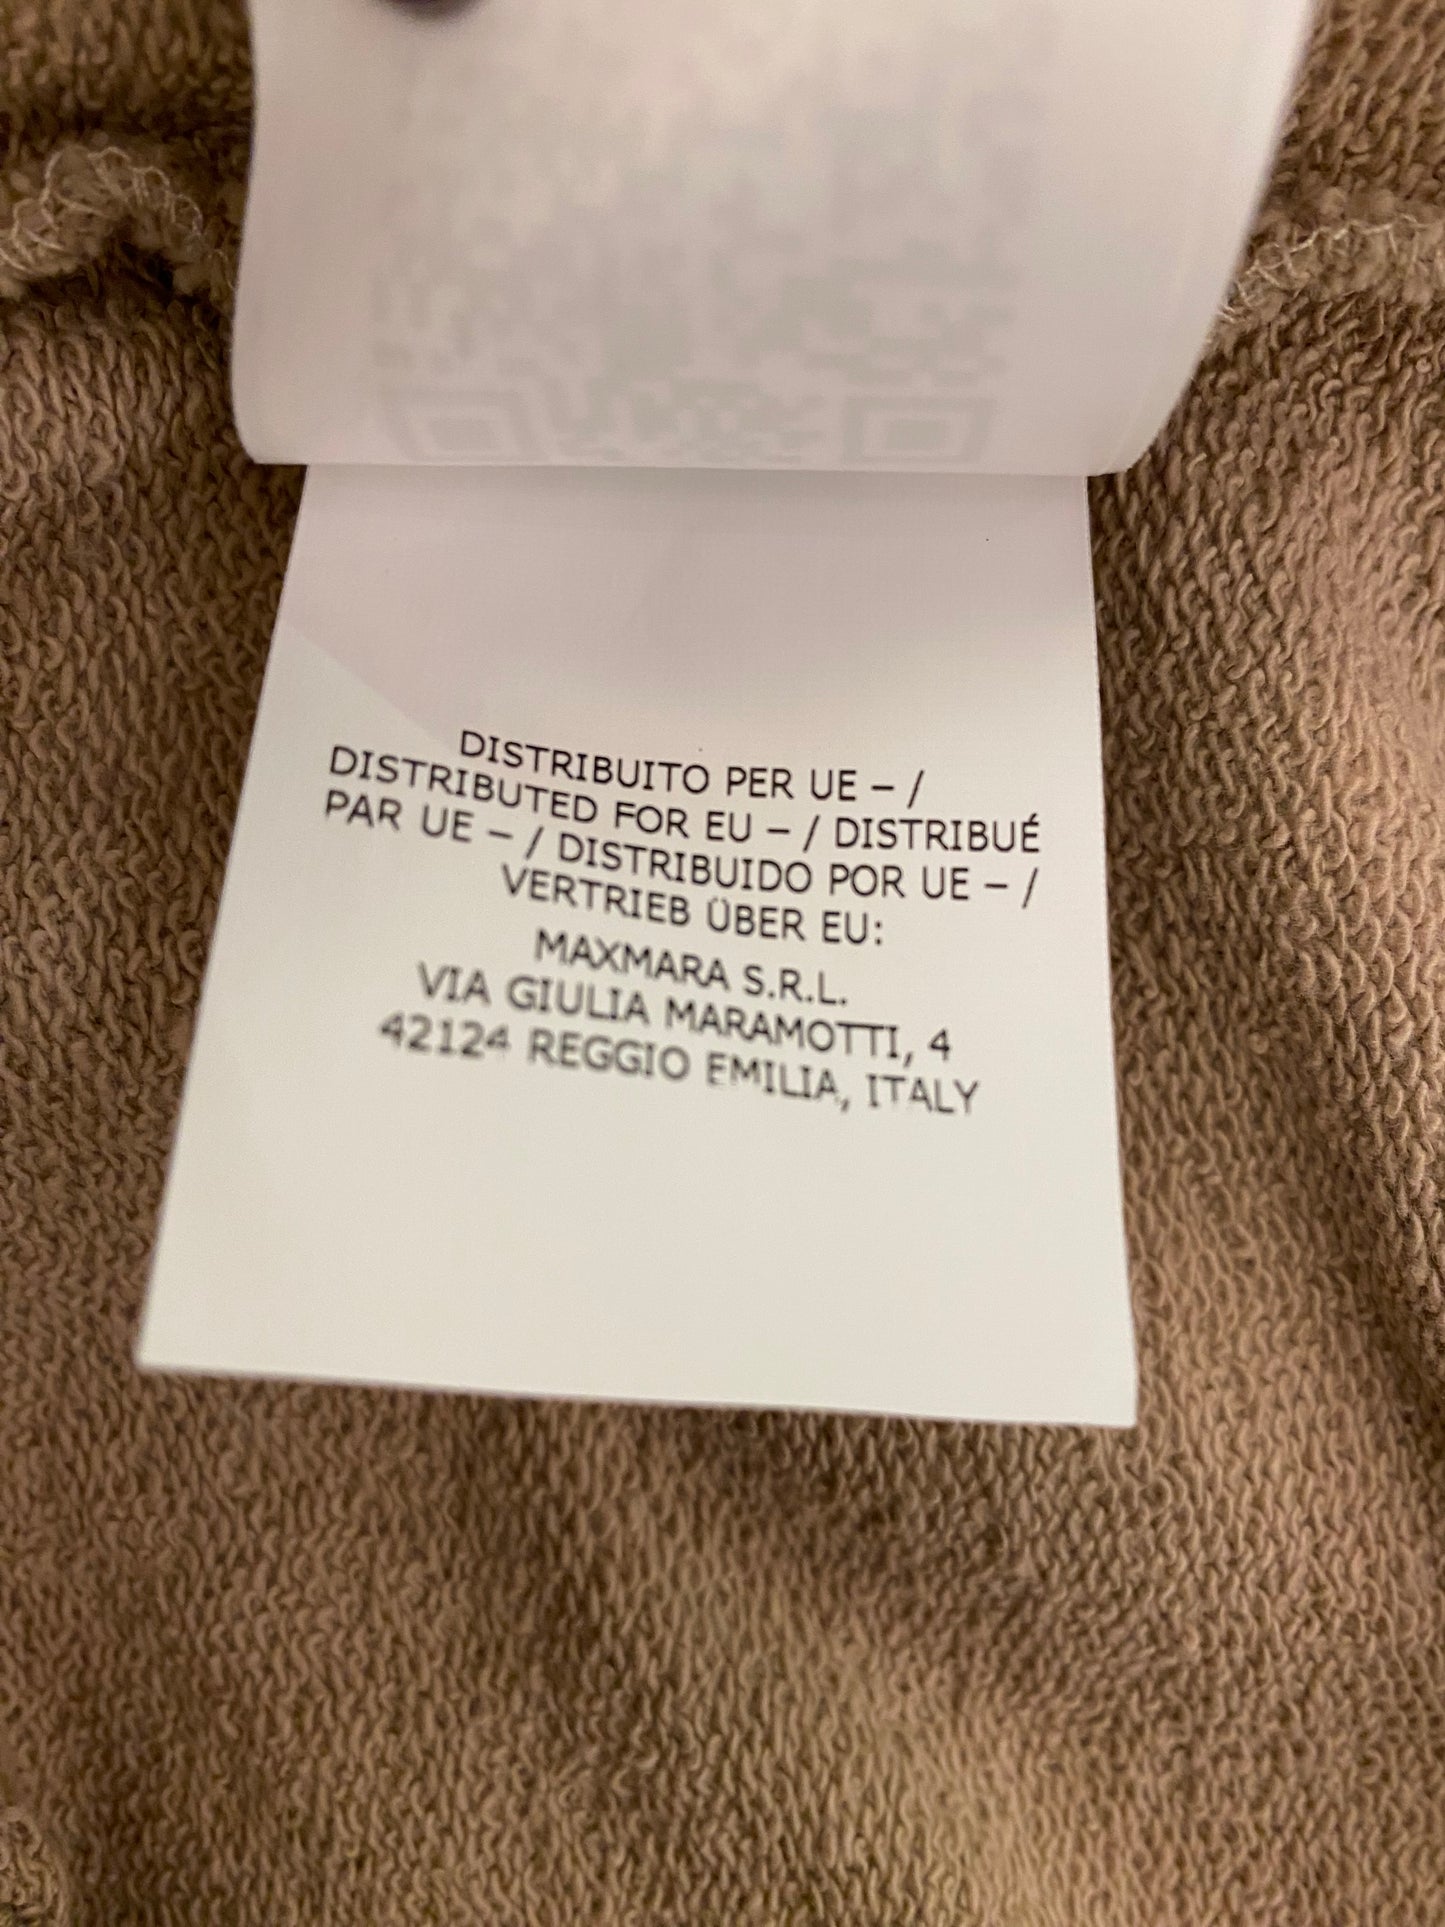 DISTRIBUITO PER UE – /
DISTRIBUTED FOR EU – / DISTRIBUÉ
PAR UE – / DISTRIBUIDO POR UE – /
VERTRIEB ÜBER EU:
MAXMARA S.R.L.
VIA GIULIA MARAMOTTI, 4
42124 REGGIO EMILIA, ITALY